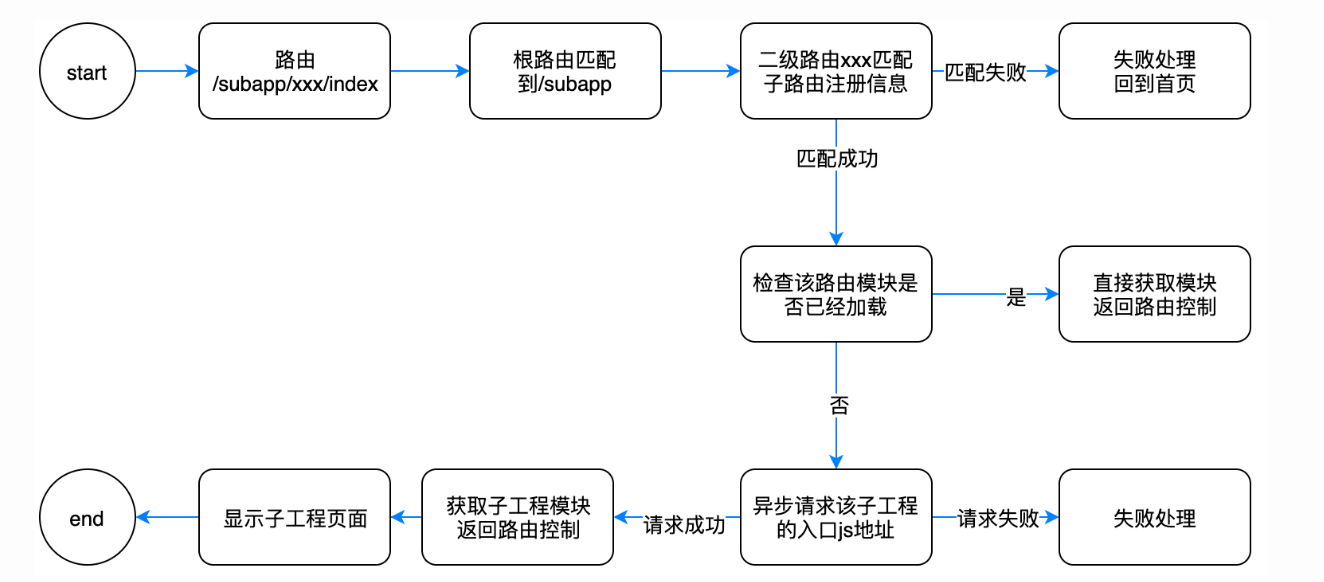 start
路由
/subapp/xxx/index
根路由匹配
到/subapp
二级路由xxx匹配
子路由注册信息
匹配失败
失败处理
回到首页
匹配成功
检查该路由模块是
否已经加载
是
直接获取模块
返回路由控制
否
end
显示子工程页面
获取子工程模块
返回路由控制
请求成功
异步请求该子工程
的入口js地址
请求失败
失败处理